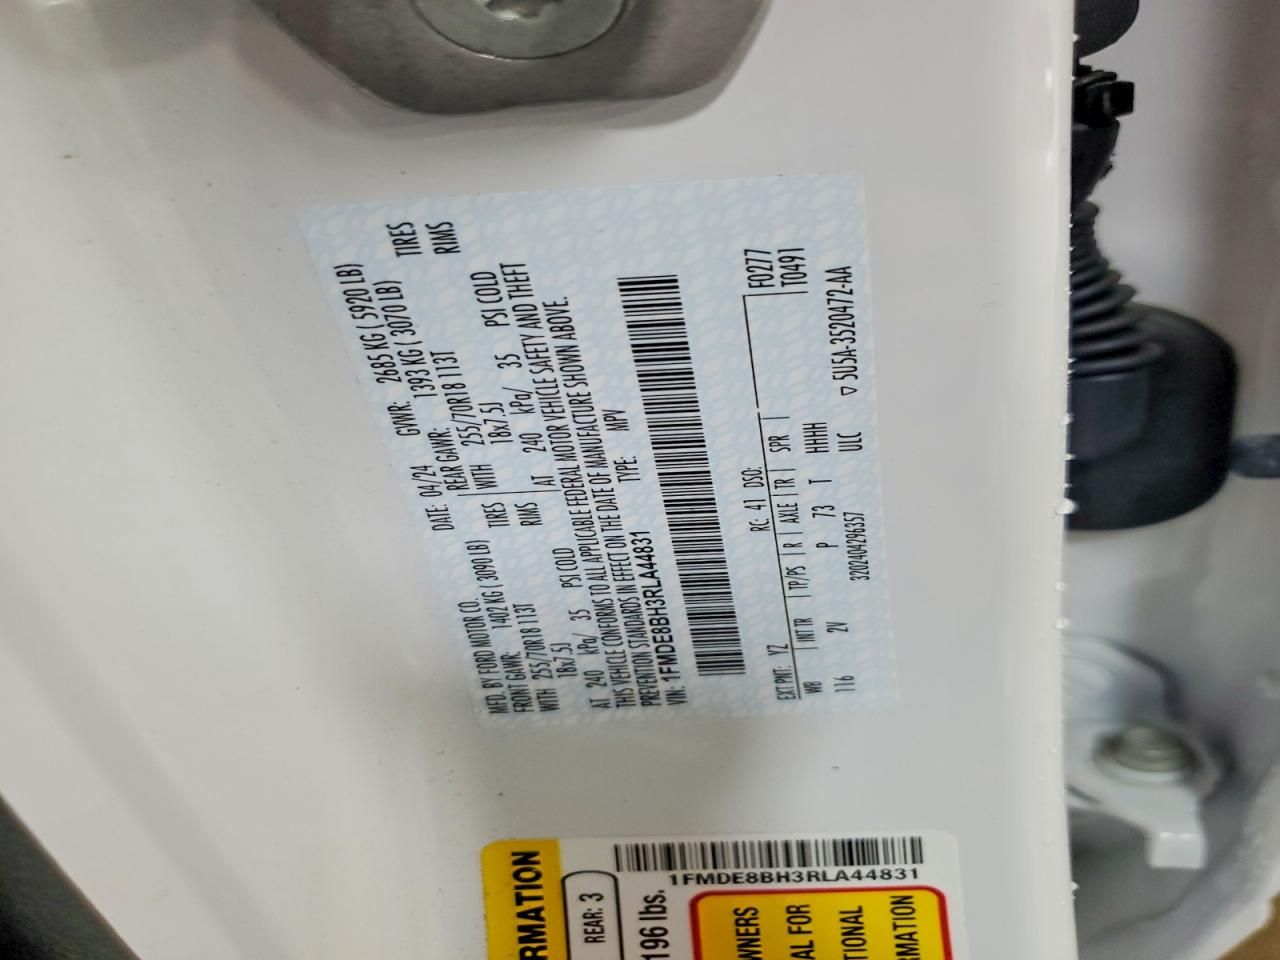 MFD. BY FORD MOTOR CO.
DATE: 04/24 GVWR: 2685 KG ( 5920 LB)
FRONT GAWR: 1402 KG ( 3090 LB) REAR GAWR: 1393 KG ( 3070 LB)
WITH 255/70R18 113T TIRES WITH 255/70R18 113T TIRES
18x7.5J RIMS 18x7.5J RIMS
AT 240 kPa/ 35 PSI COLD AT 240 kPa/ 35 PSI COLD
THIS VEHICLE CONFORMS TO ALL APPLICABLE FEDERAL MOTOR VEHICLE SAFETY AND THEFT
PREVENTION STANDARDS IN EFFECT ON THE DATE OF MANUFACTURE SHOWN ABOVE.
VIN: 1FMDE8BH3RLA44831 TYPE: MPV
EXT PNT: YZ RC: 41 DSO: F0277
WB INT TR TP/PS R AXLE TR SPR T0491
116 2V P 73 T HHHH
320240429635 ULC ▽ 5U5A-3520472-AA
RMATION
REAR: 3
196 lbs.
1FMDE8BH3RLA44831
WNERS
AL FOR
TIONAL
RMATION